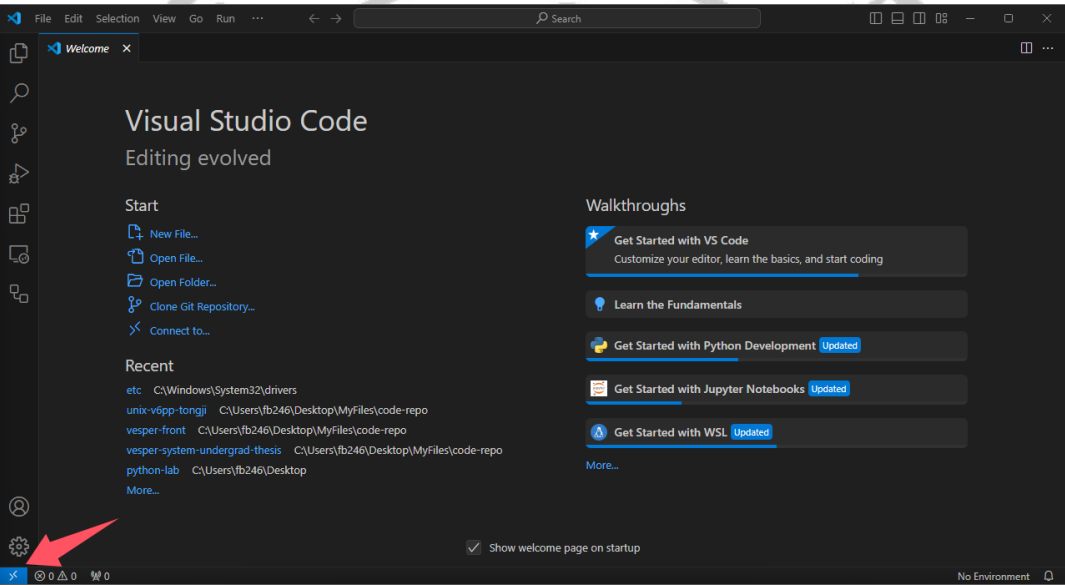 File Edit Selection View Go Run ··· Search
Welcome
Visual Studio Code
Editing evolved
Start
New File...
Open File...
Open Folder...
Clone Git Repository...
Connect to...
Recent
etc C:\Windows\System32\drivers
unix-v6pp-tongji C:\Users\fb246\Desktop\MyFiles\code-repo
vesper-front C:\Users\fb246\Desktop\MyFiles\code-repo
vesper-system-undergrad-thesis C:\Users\fb246\Desktop\MyFiles\code-repo
python-lab C:\Users\fb246\Desktop
More...
Walkthroughs
Get Started with VS Code
Customize your editor, learn the basics, and start coding
Learn the Fundamentals
Get Started with Python Development Updated
Get Started with Jupyter Notebooks Updated
Get Started with WSL Updated
More...
Show welcome page on startup
0 0 0 No Environment